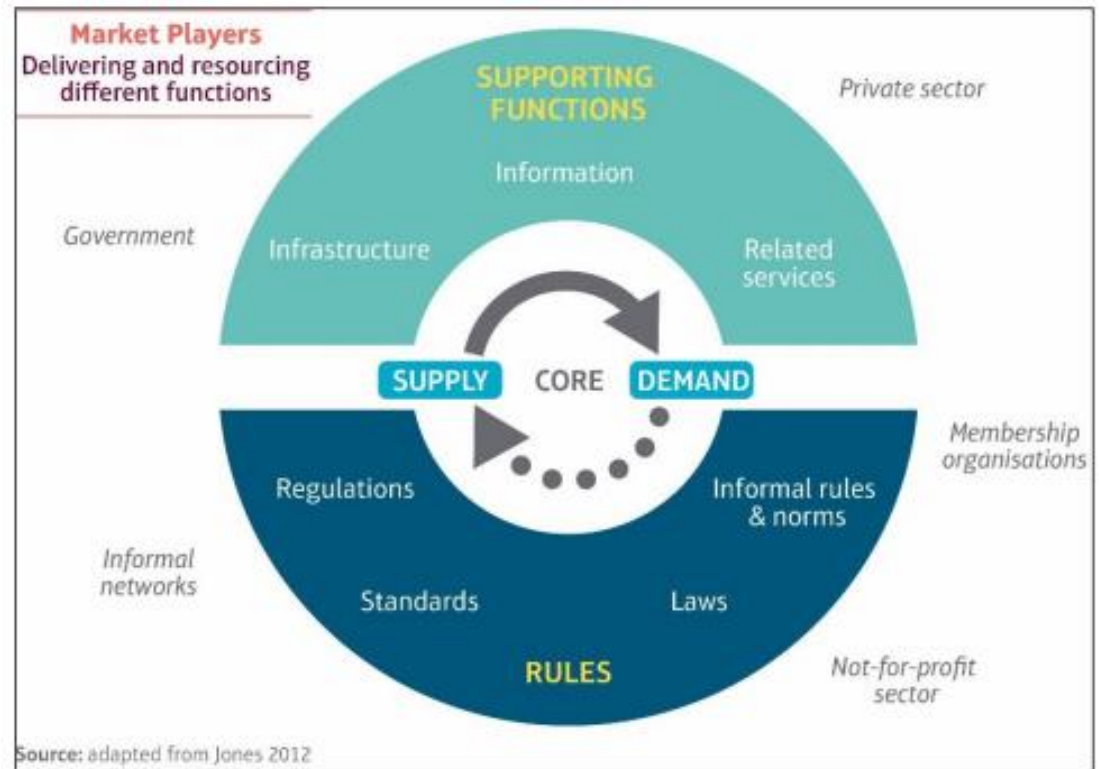 Market Players
Delivering and resourcing
different functions
SUPPORTING
FUNCTIONS
Private sector
Information
Government
Infrastructure
Related
services
SUPPLY
CORE
DEMAND
Membership
organisations
Regulations
Informal rules
& norms
Informal
networks
Standards
Laws
RULES
Not-for-profit
sector
Source: adapted from Jones 2012